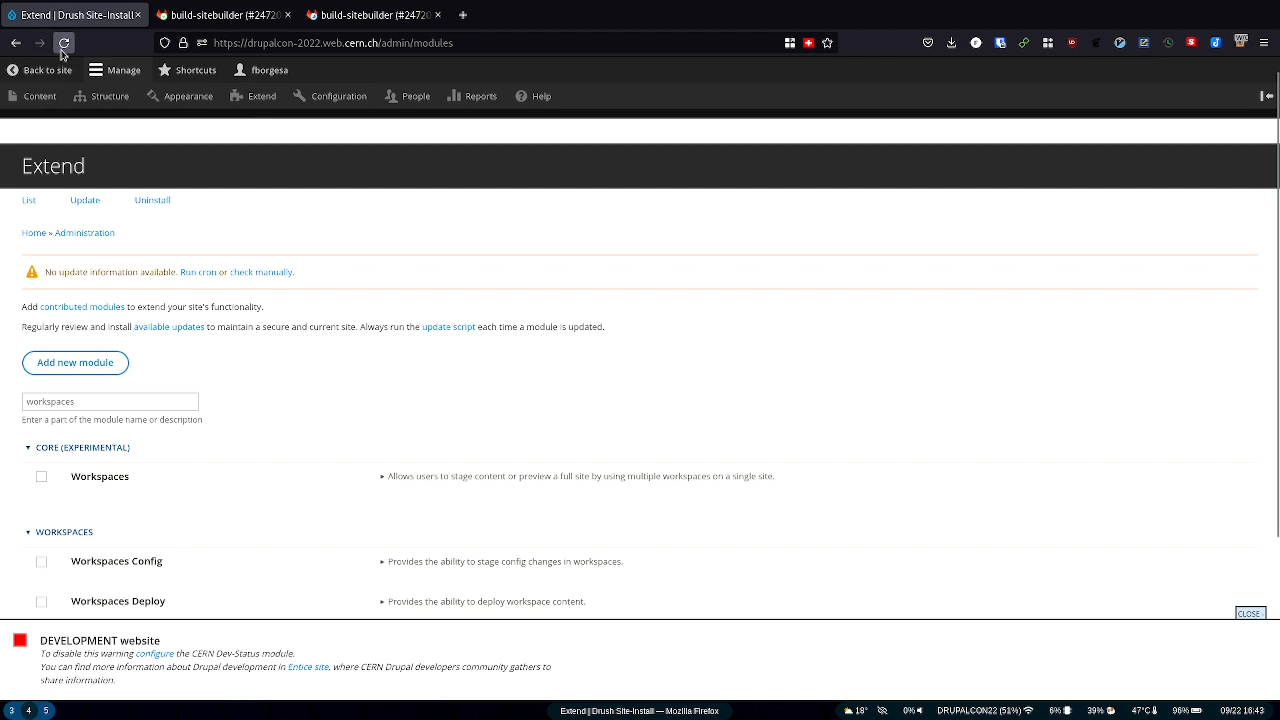 Extend | Drush Site-Install
build-sitebuilder (#24720
build-sitebuilder (#24720
https://drupalcon-2022.web.cern.ch/admin/modules
Back to site
Manage
Shortcuts
fborgesa
Content
Structure
Appearance
Extend
Configuration
People
Reports
Help
Extend
List
Update
Uninstall
Home » Administration
No update information available. Run cron or check manually.
Add contributed modules to extend your site's functionality.
Regularly review and install available updates to maintain a secure and current site. Always run the update script each time a module is updated.
Add new module
workspaces
Enter a part of the module name or description
CORE (EXPERIMENTAL)
Workspaces
Allows users to stage content or preview a full site by using multiple workspaces on a single site.
WORKSPACES
Workspaces Config
Provides the ability to stage config changes in workspaces.
Workspaces Deploy
Provides the ability to deploy workspace content.
CLOSE
DEVELOPMENT website
To disable this warning configure the CERN Dev-Status module.
You can find more information about Drupal development in Entice site, where CERN Drupal developers community gathers to
share information.
3 4 5
Extend | Drush Site-Install — Mozilla Firefox
19°
0%
DRUPALCON22 (51%)
6%
39%
47°C
96%
09/22 16:43